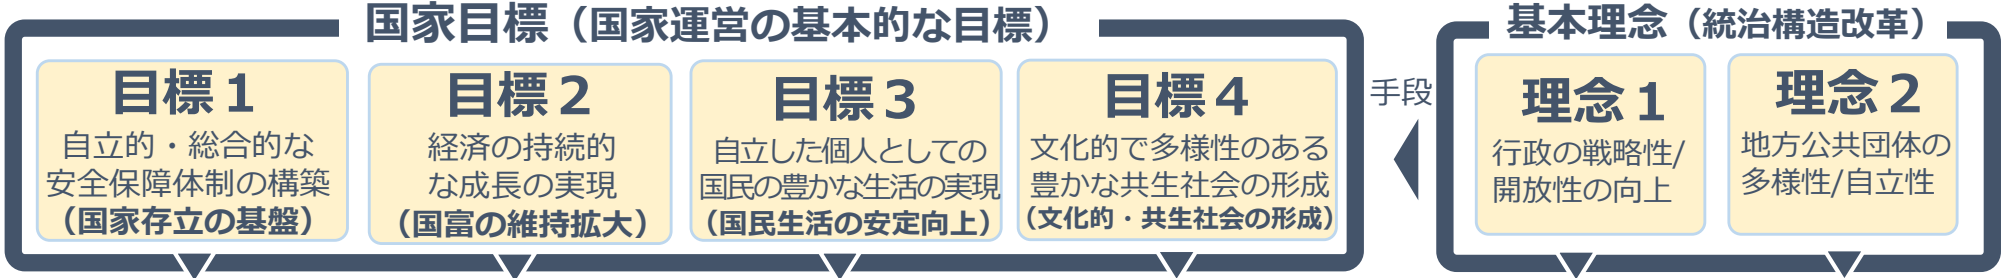 国家目標（国家運営の基本的な目標）
目標１
自立的・総合的な
安全保障体制の構築
（国家存立の基盤）
目標２
経済の持続的
な成長の実現
（国富の維持拡大）
目標３
自立した個人としての
国民の豊かな生活の実現
（国民生活の安定向上）
目標４
文化的で多様性のある
豊かな共生社会の形成
（文化的・共生社会の形成）
手段
基本理念（統治構造改革）
理念１
行政の戦略性/
開放性の向上
理念２
地方公共団体の
多様性/自立性